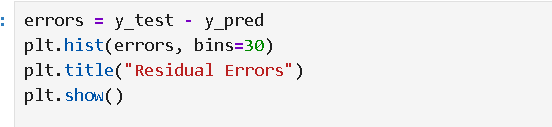 errors = y_test - y_pred
plt.hist(errors, bins=30)
plt.title("Residual Errors")
plt.show()